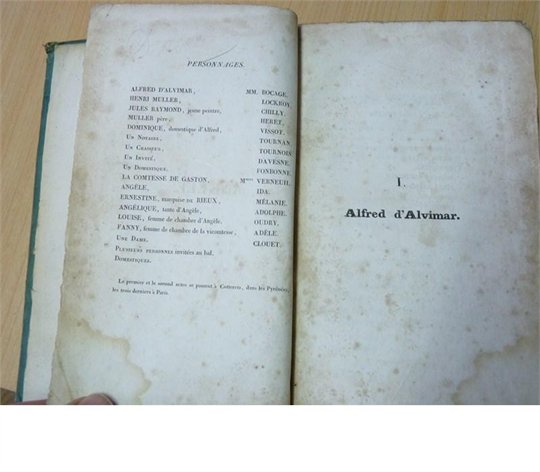 PERSONNAGES.
ALFRED D'ALVIMAR, MM. BOCAGE.
HENRI MULLER, LOCKROY.
JULES RAYMOND, jeune peintre, CHILLY.
MULLER père, HERET.
DOMINIQUE, domestique d'Alfred, VISSOT.
UN NOTAIRE, TOURNAN.
UN CHASSEUR, TOURNOIS.
UN INVITÉ, DAVESNE.
UN DOMESTIQUE, FONBONNE.
LA COMTESSE DE GASTON, Mmes VERNEUIL.
ANGÈLE, IDA.
ERNESTINE, marquise de RIEUX, MÉLANIE.
ANGÉLIQUE, tante d'Angèle, ADOLPHE.
LOUISE, femme de chambre d'Angèle, OUDRY.
FANNY, femme de chambre de la vicomtesse, ADÈLE.
UNE DAME, CLOUET.
PLUSIEURS PERSONNES invitées au bal.
DOMESTIQUES.
Le premier et le second actes se passent à Cotterets, dans les Pyrénées,
les trois derniers à Paris.
I.
Alfred d'Alvimar.